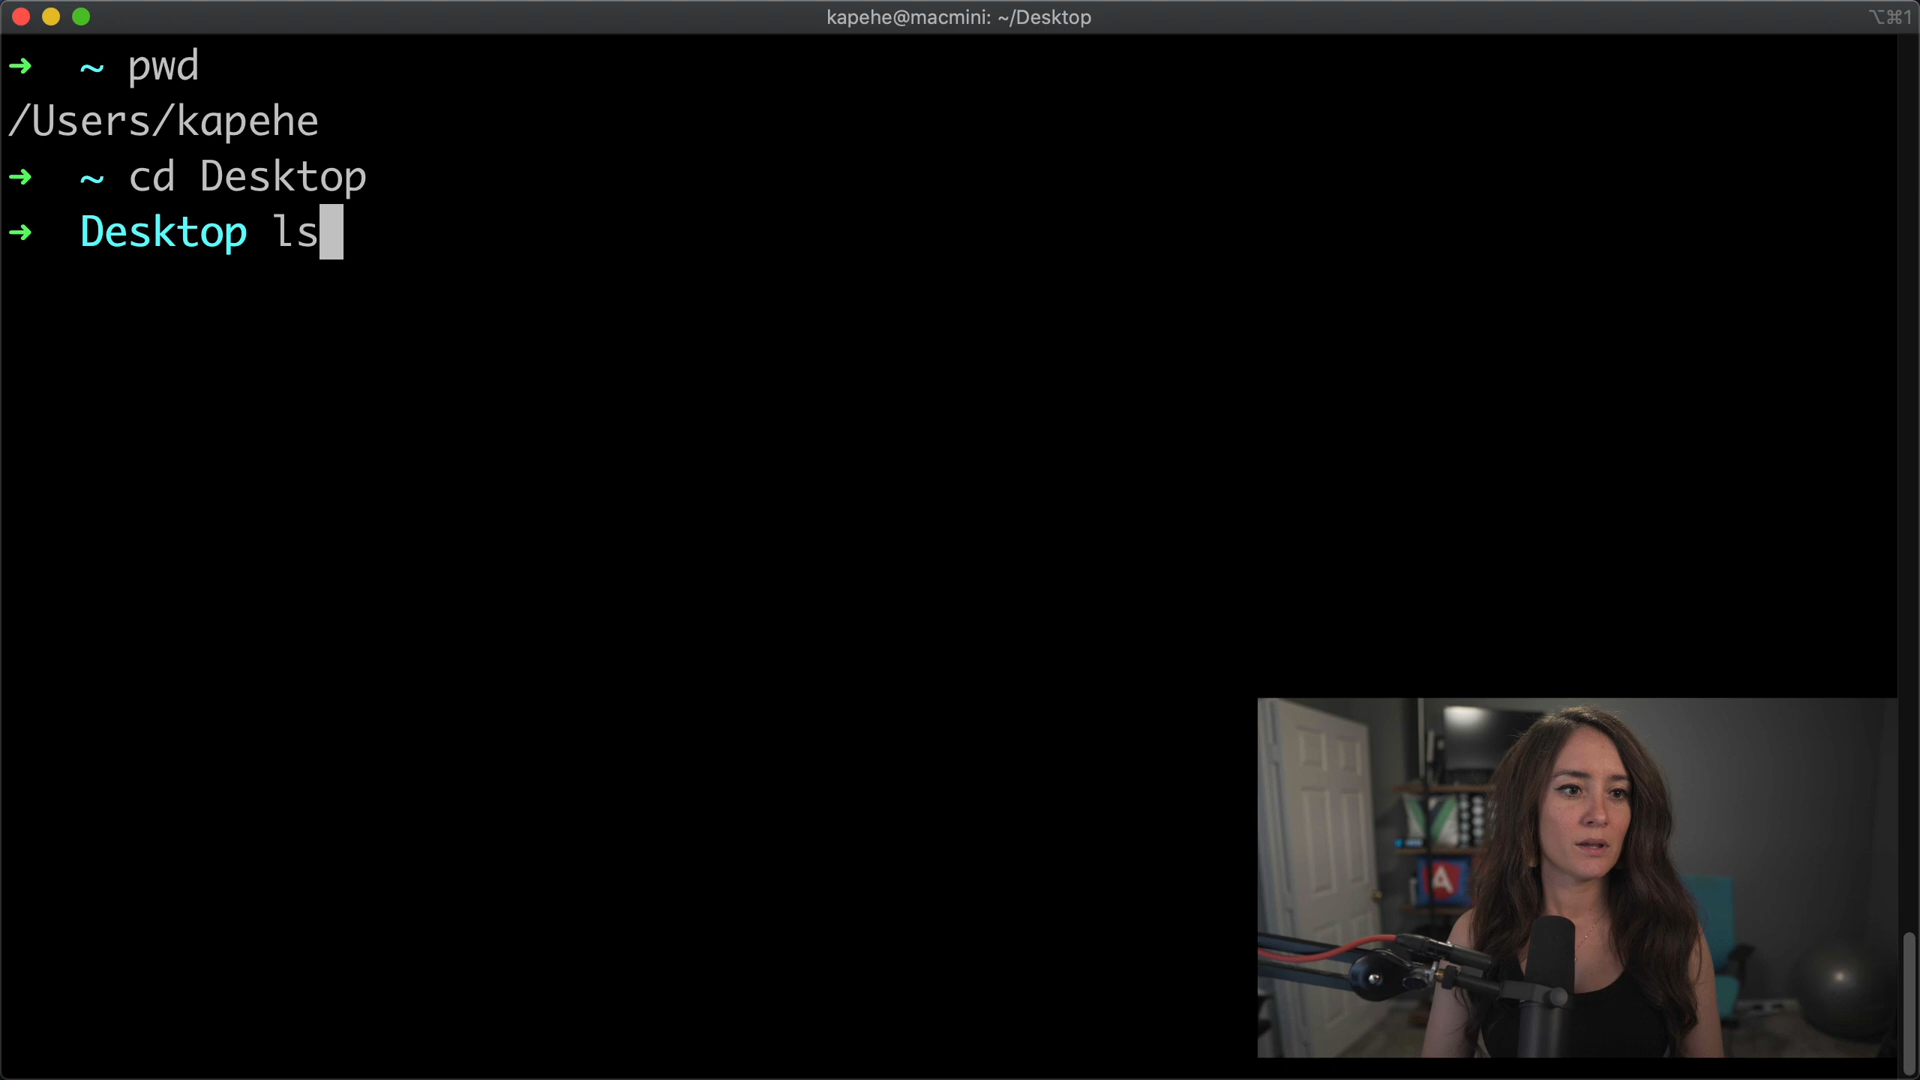 kapehe@macmini: ~/Desktop
⌥⌘1
➜ ~ pwd
/Users/kapehe
➜ ~ cd Desktop
➜ Desktop ls
A